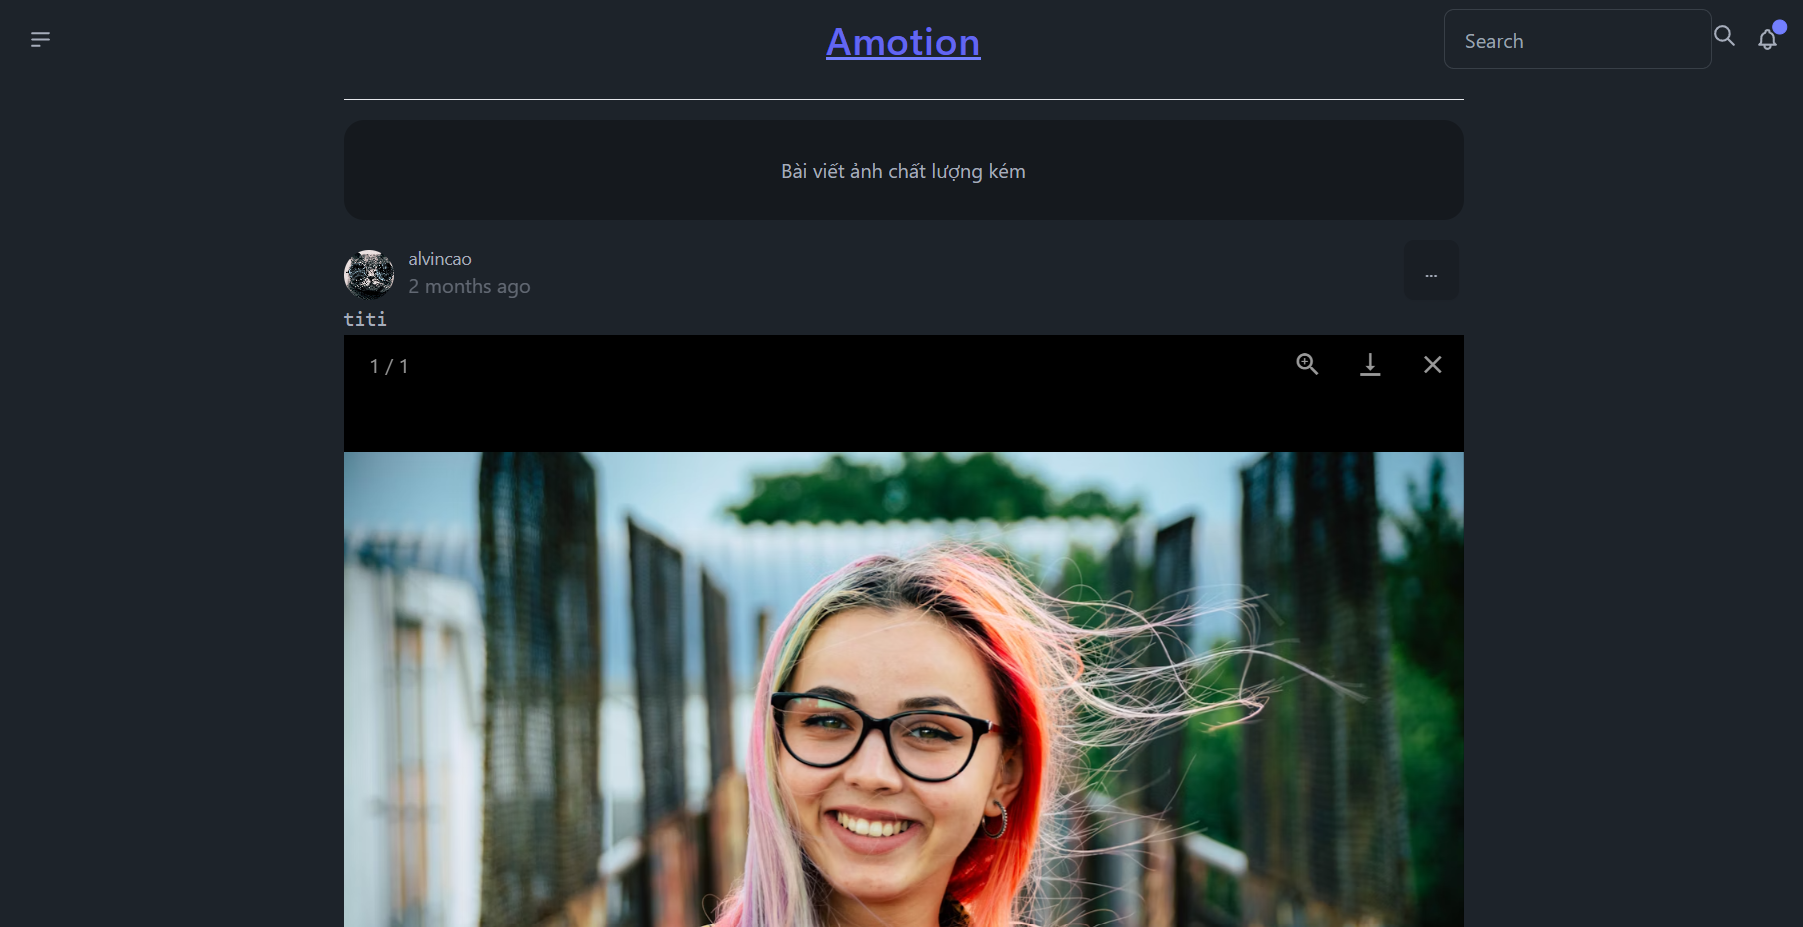 Amotion
Search
Bài viết ảnh chất lượng kém
alvincao
2 months ago
...
titi
1 / 1